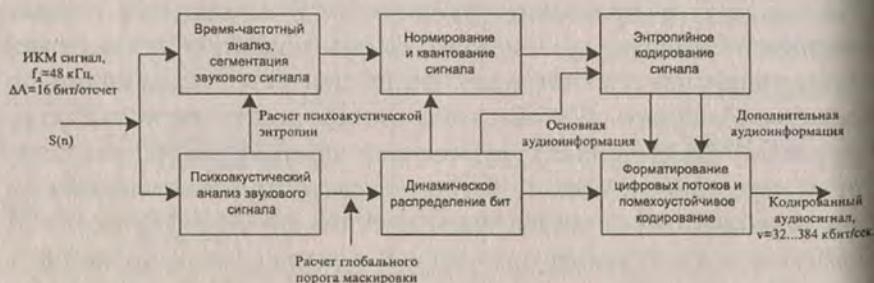 ИКМ сигнал,
fд=48 кГц,
ΔА=16 бит/отсчет
S(n)
Время-частотный
анализ,
сегментация
звукового сигнала
Нормирование
и квантование
сигнала
Энтропийное
кодирование
сигнала
Расчет психоакустической
энтропии
Основная
аудиоинформация
Дополнительная
аудиоинформация
Психоакустический
анализ звукового
сигнала
Динамическое
распределение бит
Форматирование
цифровых потоков и
помехоустойчивое
кодирование
Кодированный
аудиосигнал,
v=32...384 кбит/сек
Расчет глобального
порога маскировки